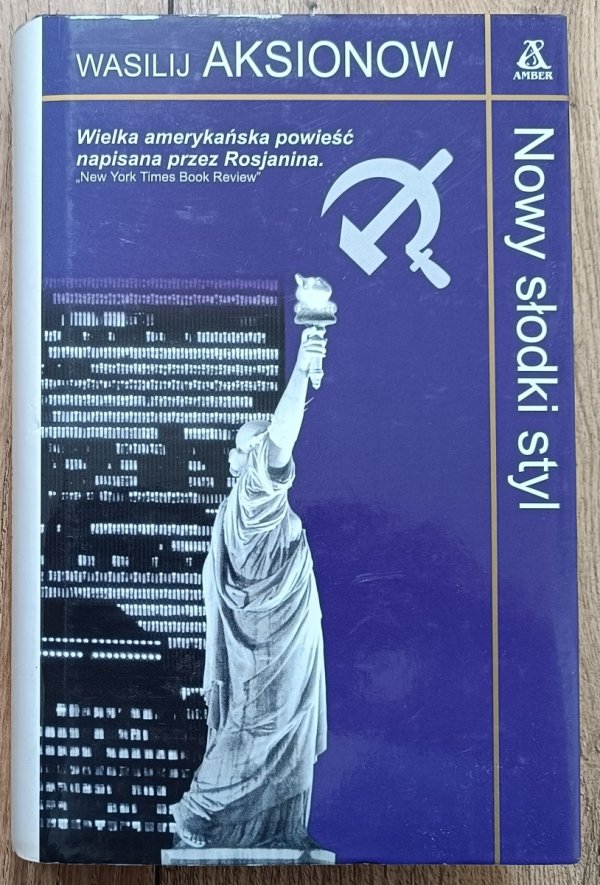 WASILIJ AKSIONOW
AMBER
Wielka amerykańska powieść
napisana przez Rosjanina.
„New York Times Book Review”
Nowy słodki styl